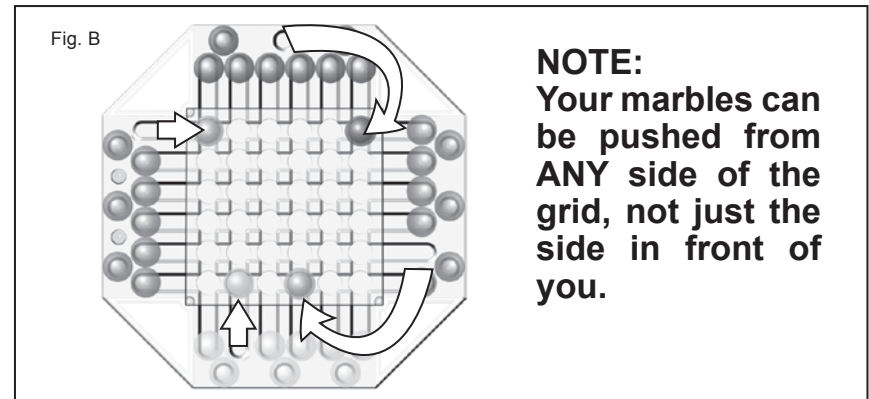 Fig. B
NOTE:
Your marbles can
be pushed from
ANY side of the
grid, not just the
side in front of
you.